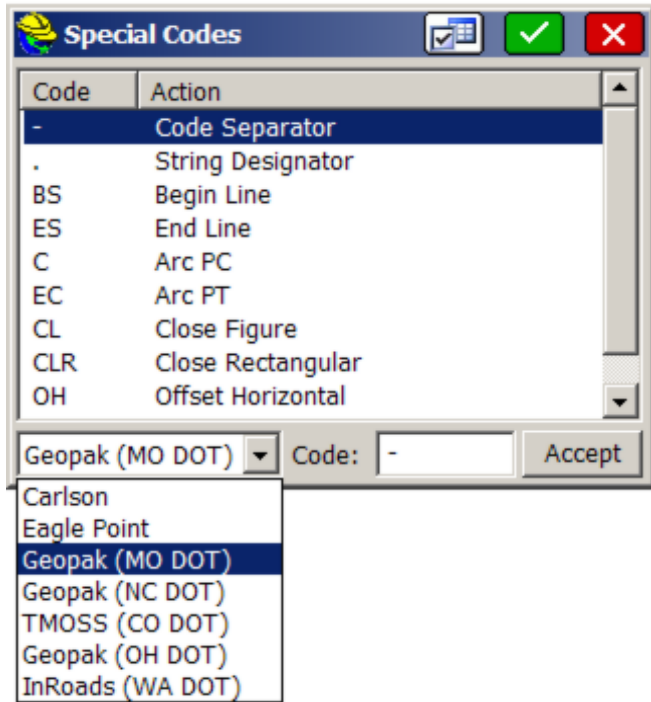 Special Codes
Code Action
- Code Separator
. String Designator
BS Begin Line
ES End Line
C Arc PC
EC Arc PT
CL Close Figure
CLR Close Rectangular
OH Offset Horizontal
Geopak (MO DOT) Code: - Accept
Carlson
Eagle Point
Geopak (MO DOT)
Geopak (NC DOT)
TMOSS (CO DOT)
Geopak (OH DOT)
InRoads (WA DOT)